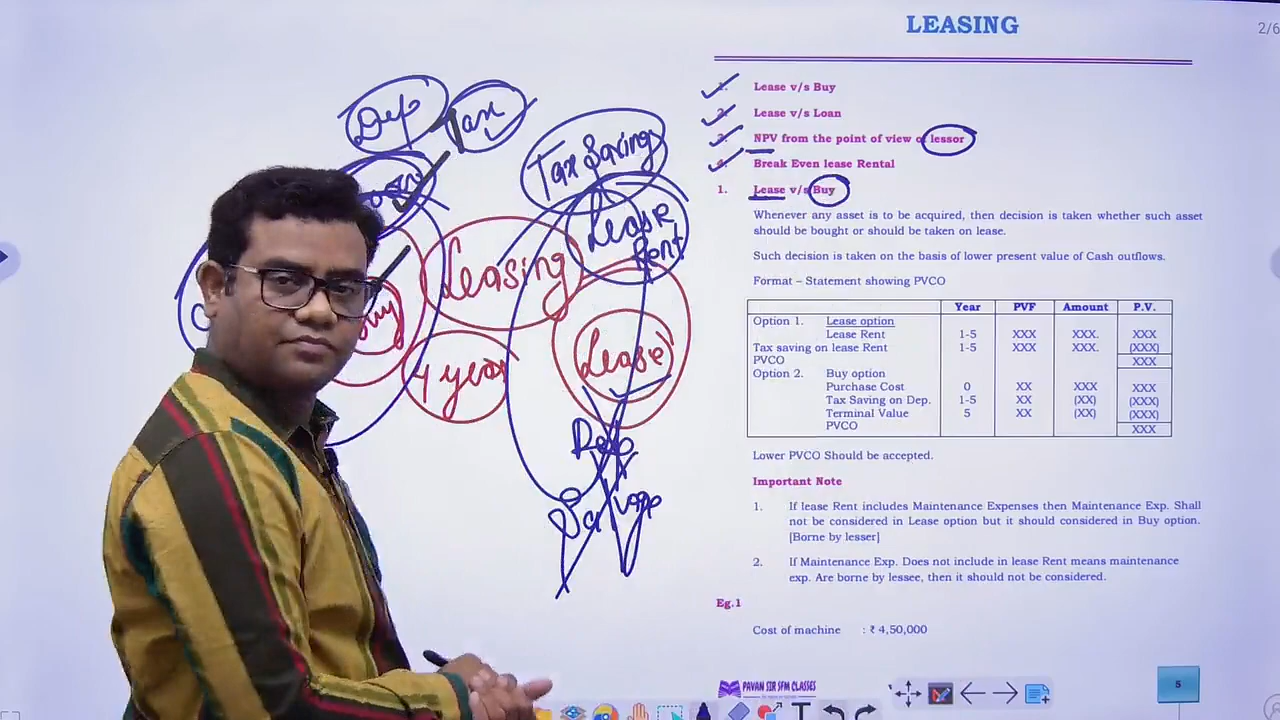 LEASING
2/6
1. Lease v/s Buy
2. Lease v/s Loan
3. NPV from the point of view of lessor
4. Break Even lease Rental
1. Lease v/s Buy
Whenever any asset is to be acquired, then decision is taken whether such asset
should be bought or should be taken on lease.
Such decision is taken on the basis of lower present value of Cash outflows.
Format – Statement showing PVCO
Year PVF Amount P.V.
Option 1. Lease option
Lease Rent 1-5 XXX XXX. XXX
Tax saving on lease Rent 1-5 XXX XXX. (XXX)
PVCO XXX
Option 2. Buy option
Purchase Cost 0 XX XXX XXX
Tax Saving on Dep. 1-5 XX (XX) (XXX)
Terminal Value 5 XX (XX) (XXX)
PVCO XXX
Lower PVCO Should be accepted.
Important Note
1. If lease Rent includes Maintenance Expenses then Maintenance Exp. Shall
not be considered in Lease option but it should considered in Buy option.
[Borne by lesser]
2. If Maintenance Exp. Does not include in lease Rent means maintenance
exp. Are borne by lessee, then it should not be considered.
Eg.1
Cost of machine : ₹ 4,50,000
PAVAN SIR SFM CLASSES
5
Dep Tax
Tax Savings
Lease
Rent
Leasing
Lease
4 year
Dep
Salvage